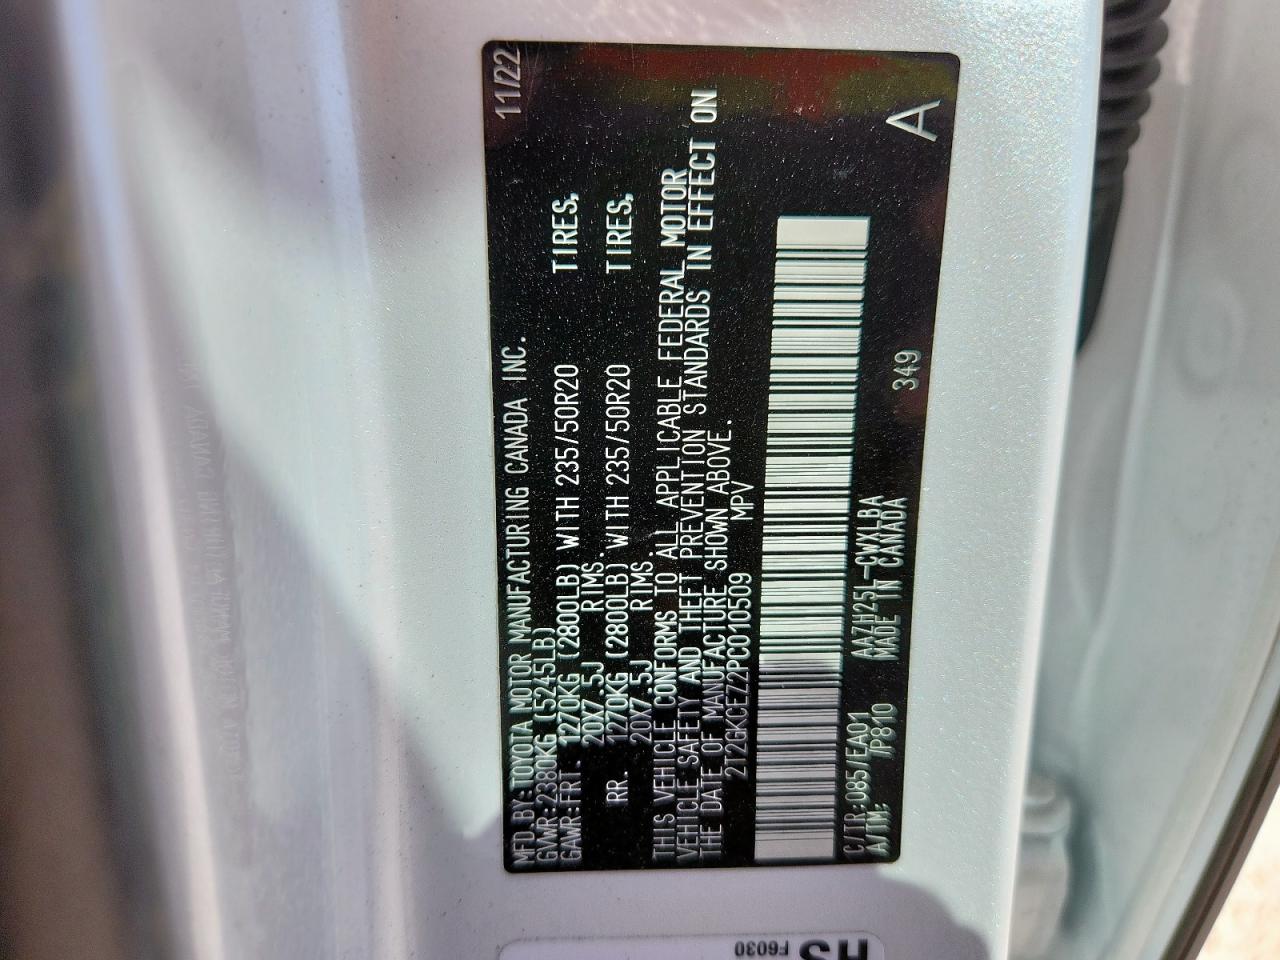 11/22
MFD. BY: TOYOTA MOTOR MANUFACTURING CANADA INC.
GVWR: 2380KG (5245LB)
GAWR: FRT. 1270KG (2800LB) WITH 235/50R20 TIRES,
20X7.5J RIMS.
RR. 1270KG (2800LB) WITH 235/50R20 TIRES,
20X7.5J RIMS.
THIS VEHICLE CONFORMS TO ALL APPLICABLE FEDERAL MOTOR
VEHICLE SAFETY AND THEFT PREVENTION STANDARDS IN EFFECT ON
THE DATE OF MANUFACTURE SHOWN ABOVE.
2T2GKCEZ2PC010509 MPV
C/TR: 085/EA01 AAZH25L-CWXLBA
A/TM: /P810 MADE IN CANADA
349
A
HS
F6030